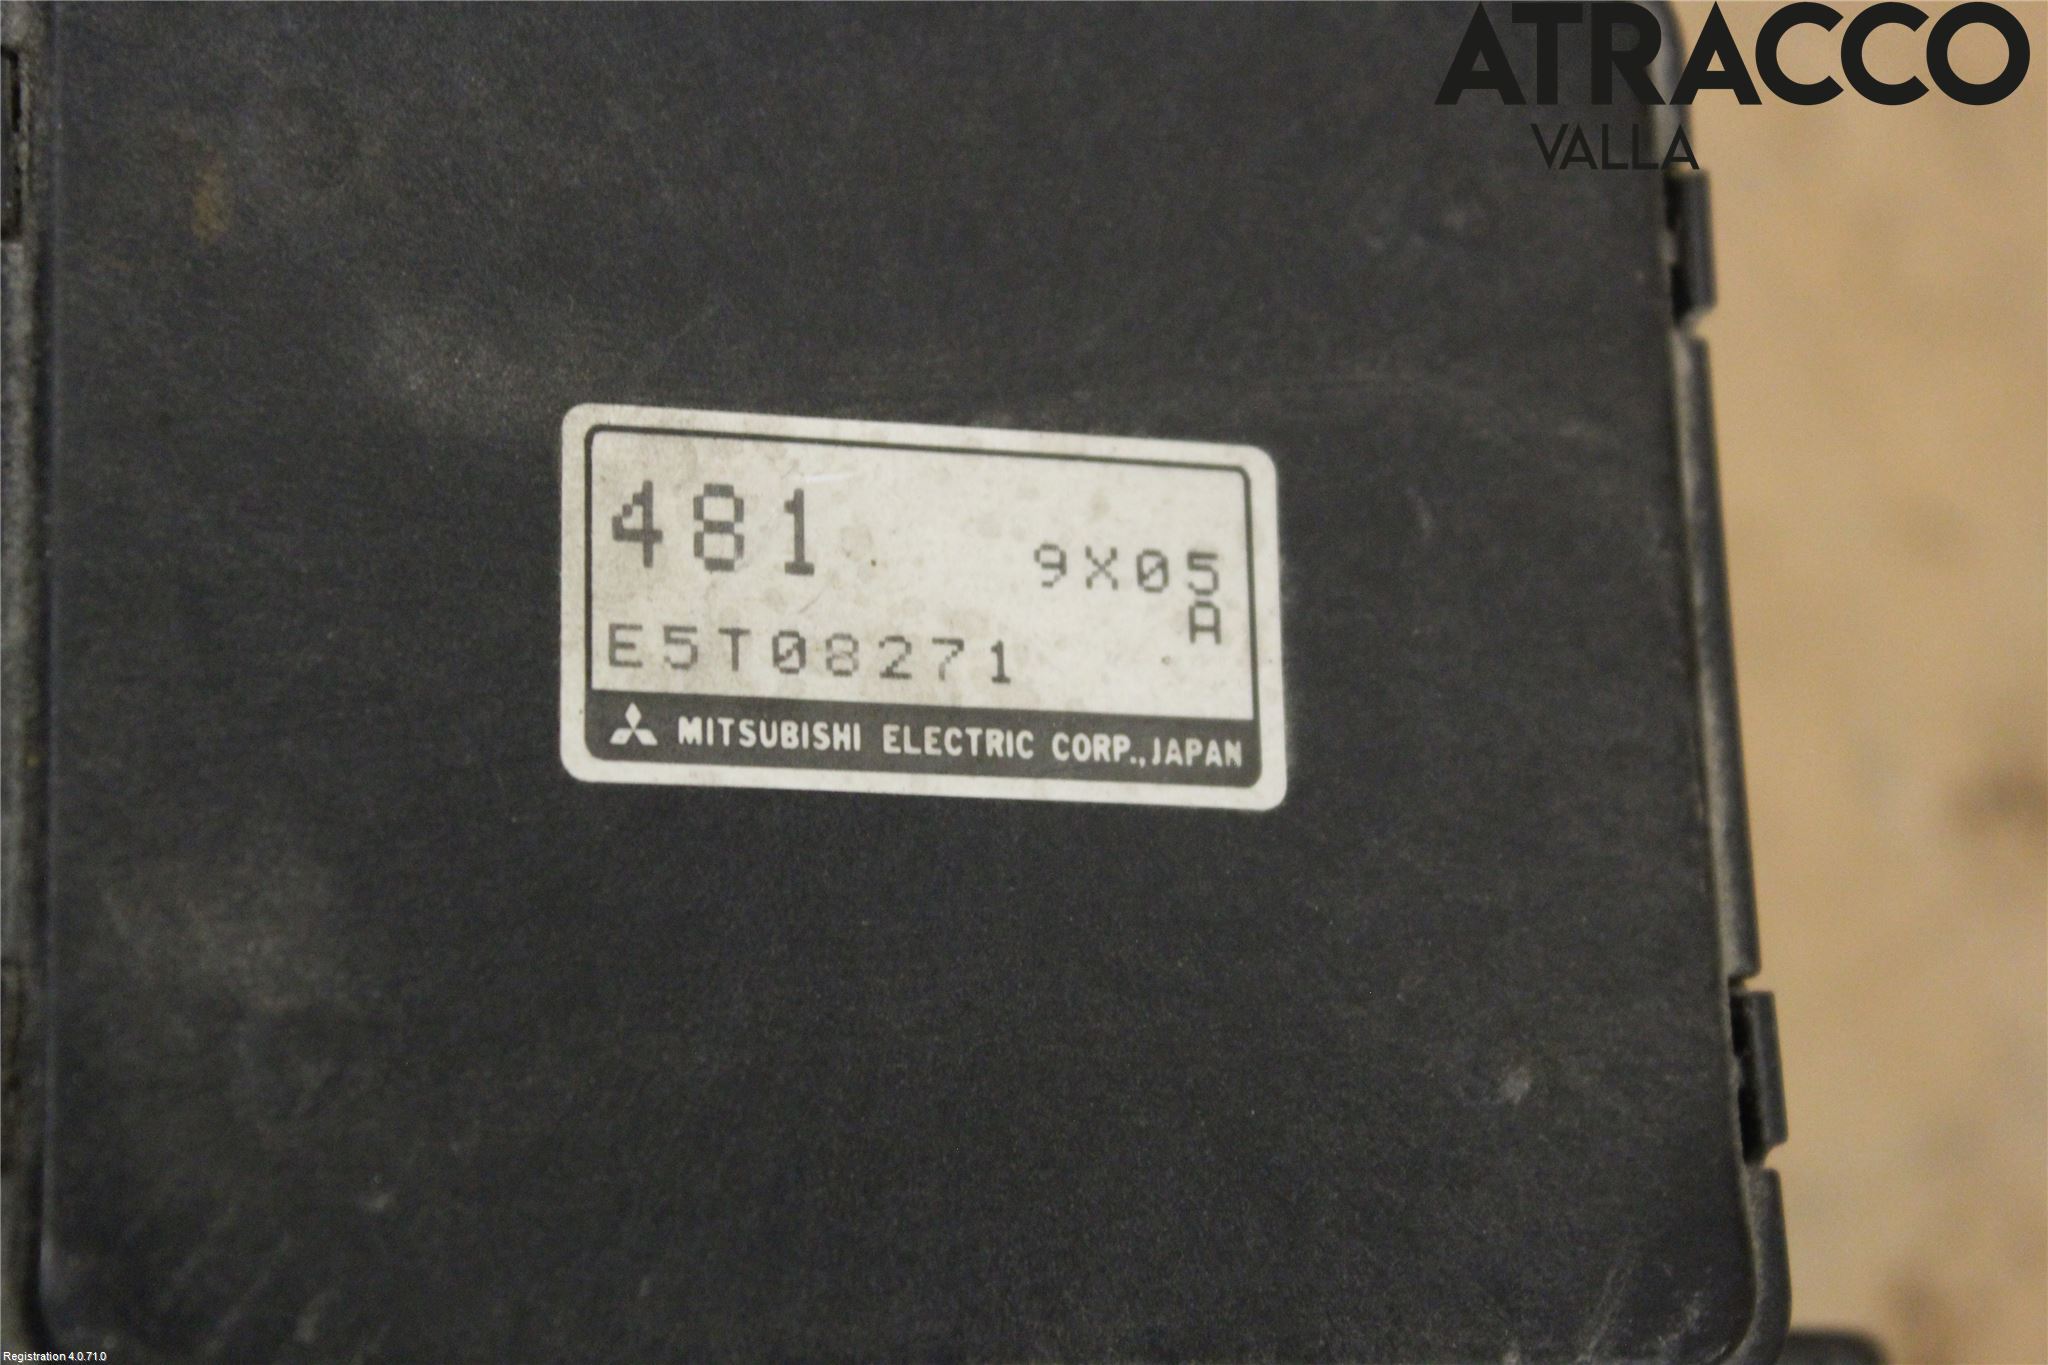 ATRACCO
VALLA
481
9X05
A
E5T08271
MITSUBISHI ELECTRIC CORP.,JAPAN
Registration 4.0.71.0